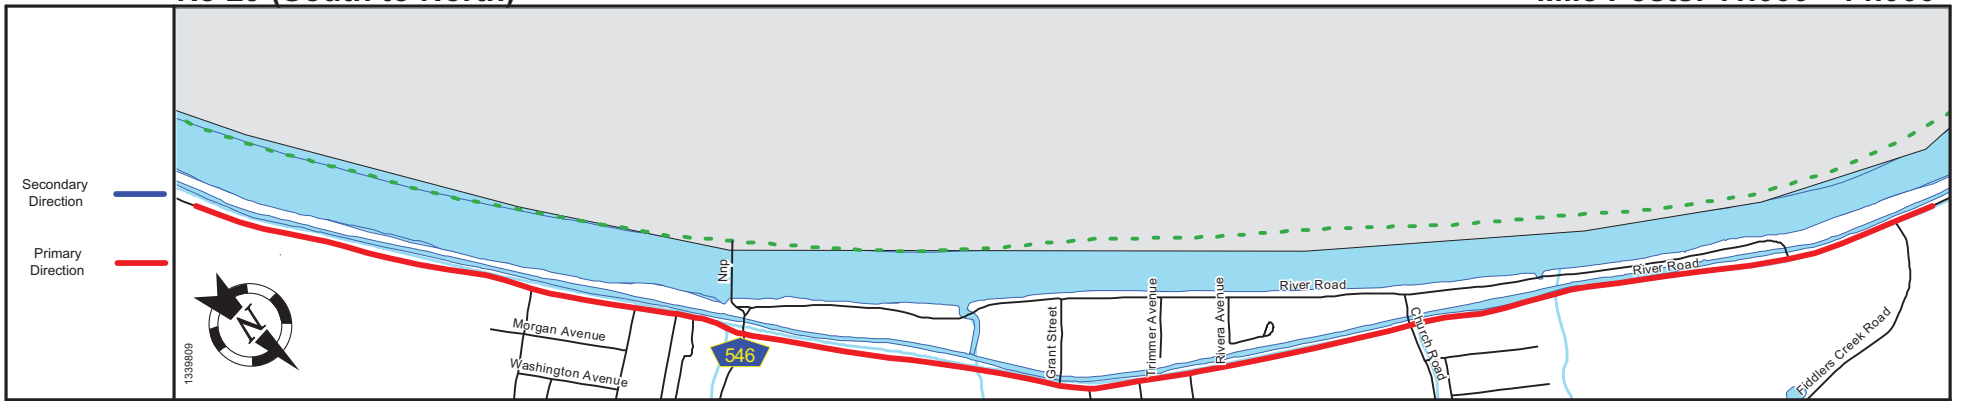 Secondary
Direction
Primary
Direction
1339809
N
Nhp
546
Morgan Avenue
Washington Avenue
Grant Street
Trimmer Avenue
Rivera Avenue
River Road
Church Road
River Road
Fiddlers Creek Road